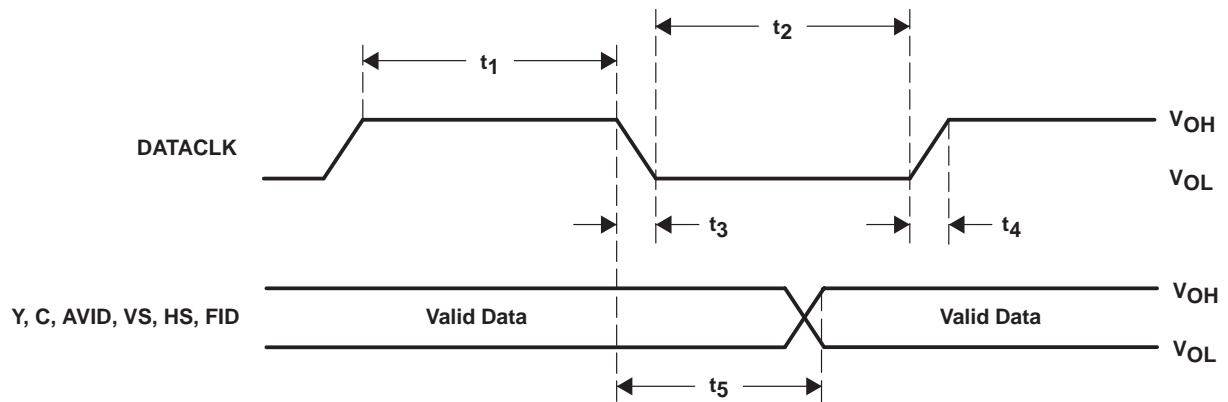 t2
t1
DATACLK
VOH
VOL
t3
t4
Y, C, AVID, VS, HS, FID
Valid Data
Valid Data
VOH
VOL
t5